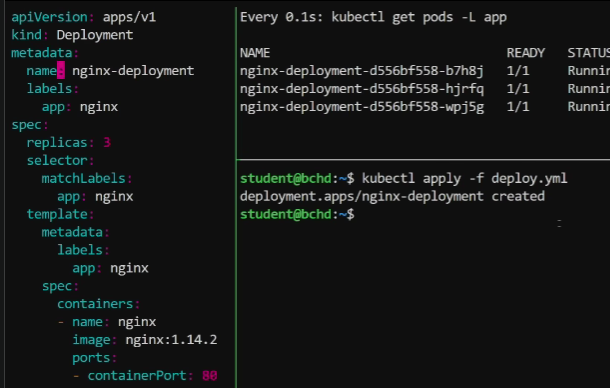 apiVersion: apps/v1
kind: Deployment
metadata:
  name: nginx-deployment
  labels:
    app: nginx
spec:
  replicas: 3
  selector:
    matchLabels:
      app: nginx
  template:
    metadata:
      labels:
        app: nginx
    spec:
      containers:
      - name: nginx
        image: nginx:1.14.2
        ports:
        - containerPort: 80
Every 0.1s: kubectl get pods -L app
NAME READY STATUS
nginx-deployment-d556bf558-b7h8j 1/1 Runnin
nginx-deployment-d556bf558-hjrfq 1/1 Runnin
nginx-deployment-d556bf558-wpj5g 1/1 Runnin
student@bchd:~$ kubectl apply -f deploy.yml
deployment.apps/nginx-deployment created
student@bchd:~$